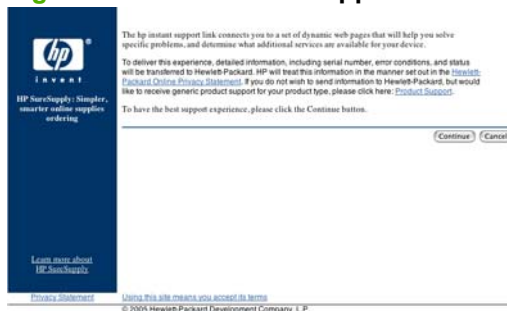 hp
®
i n v e n t
HP SureSupply: Simpler,
smarter online supplies
ordering
Learn more about
HP SureSupply
Privacy Statement
The hp instant support link connects you to a set of dynamic web pages that will help you solve
specific problems, and determine what additional services are available for your device.
To deliver this experience, detailed information, including serial number, error conditions, and status
will be transferred to Hewlett-Packard. HP will treat this information in the manner set out in the Hewlett-
Packard Online Privacy Statement. If you do not wish to send information to Hewlett-Packard, but would
like to receive generic product support for your product type, please click here: Product Support.
To have the best support experience, please click the Continue button.
Continue Cancel
Using this site means you accept its terms
© 2005 Hewlett-Packard Development Company, L.P.